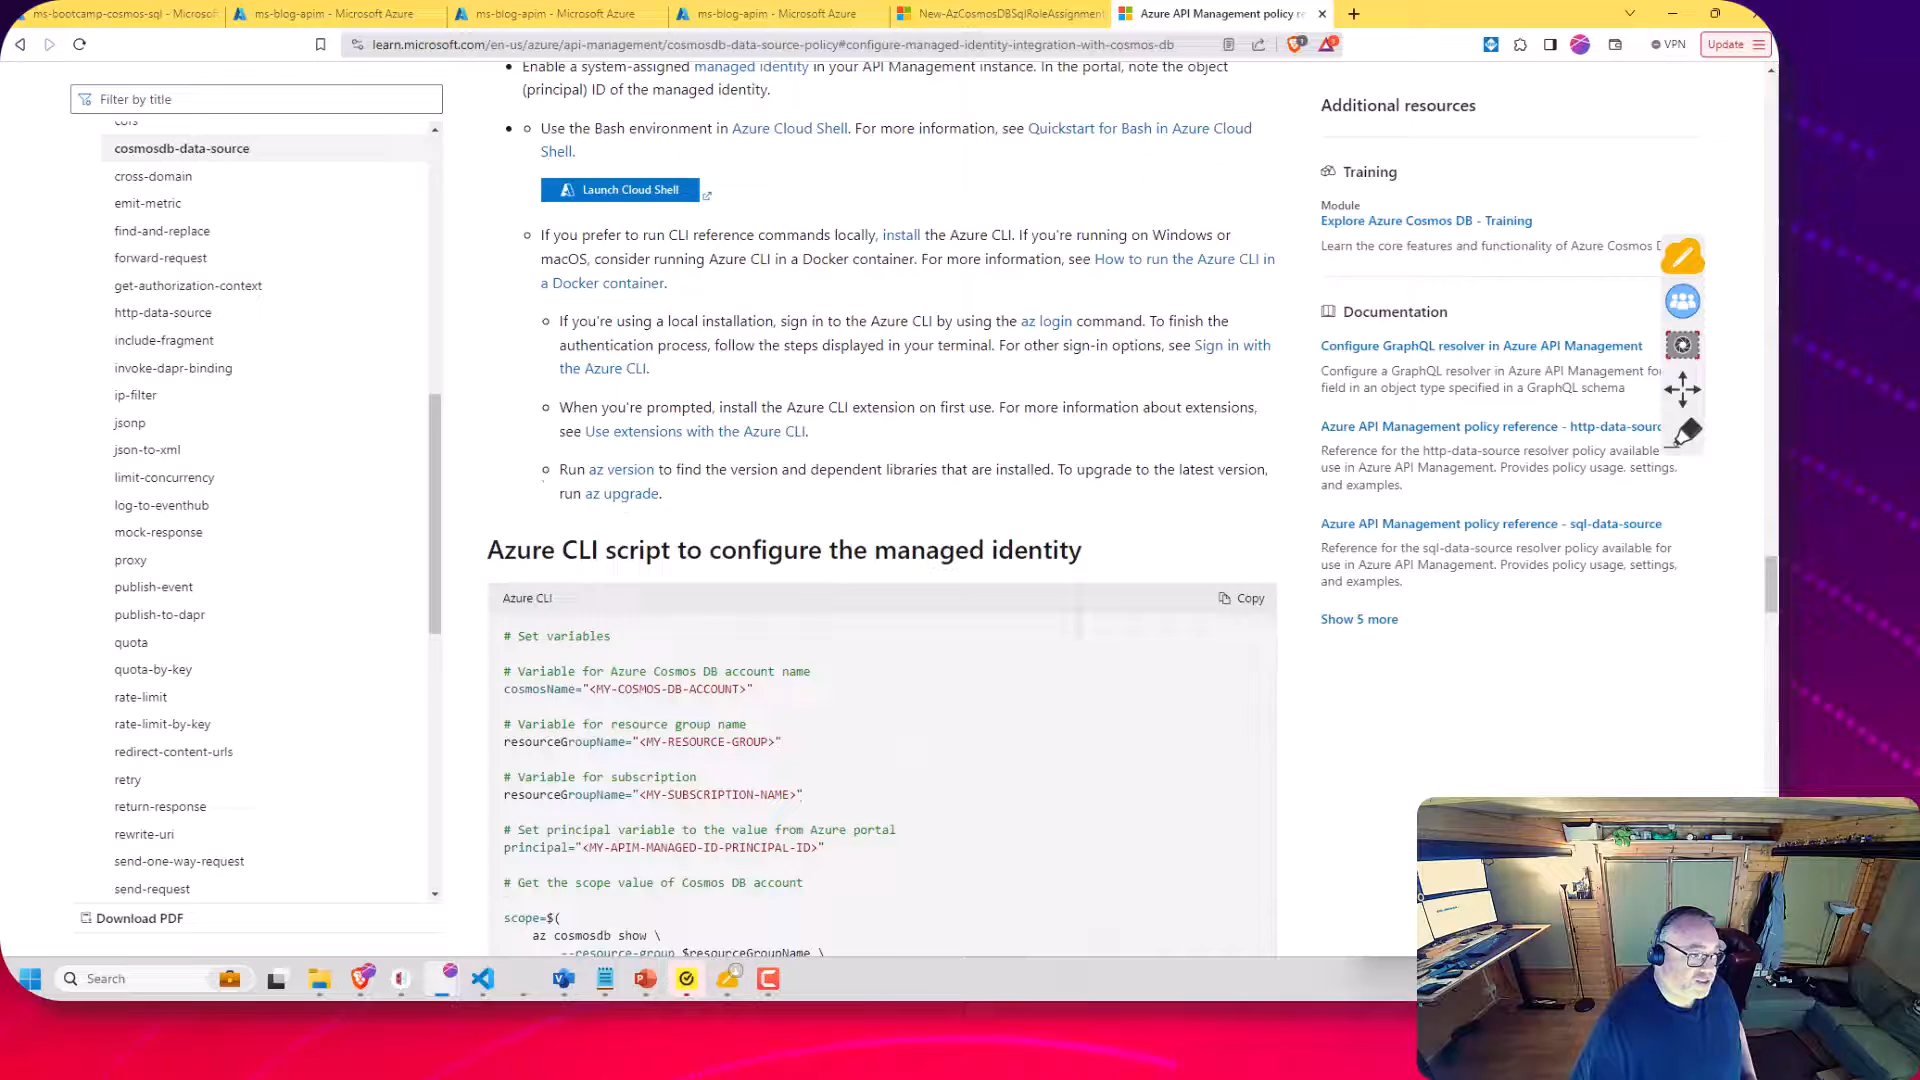 ms-bootcamp-cosmos-sql - Microsoft
ms-blog-apim - Microsoft Azure
ms-blog-apim - Microsoft Azure
ms-blog-apim - Microsoft Azure
New-AzCosmosDBSqlRoleAssignment
Azure API Management policy re
learn.microsoft.com/en-us/azure/api-management/cosmosdb-data-source-policy#configure-managed-identity-integration-with-cosmos-db
VPN
Update
Filter by title
cors
cosmosdb-data-source
cross-domain
emit-metric
find-and-replace
forward-request
get-authorization-context
http-data-source
include-fragment
invoke-dapr-binding
ip-filter
jsonp
json-to-xml
limit-concurrency
log-to-eventhub
mock-response
proxy
publish-event
publish-to-dapr
quota
quota-by-key
rate-limit
rate-limit-by-key
redirect-content-urls
retry
return-response
rewrite-uri
send-one-way-request
send-request
Download PDF
Enable a system-assigned managed identity in your API Management instance. In the portal, note the object
(principal) ID of the managed identity.
Use the Bash environment in Azure Cloud Shell. For more information, see Quickstart for Bash in Azure Cloud
Shell.
Launch Cloud Shell
If you prefer to run CLI reference commands locally, install the Azure CLI. If you're running on Windows or
macOS, consider running Azure CLI in a Docker container. For more information, see How to run the Azure CLI in
a Docker container.
If you're using a local installation, sign in to the Azure CLI by using the az login command. To finish the
authentication process, follow the steps displayed in your terminal. For other sign-in options, see Sign in with
the Azure CLI.
When you're prompted, install the Azure CLI extension on first use. For more information about extensions,
see Use extensions with the Azure CLI.
Run az version to find the version and dependent libraries that are installed. To upgrade to the latest version,
run az upgrade.
Azure CLI script to configure the managed identity
Azure CLI
Copy
# Set variables
# Variable for Azure Cosmos DB account name
cosmosName="<MY-COSMOS-DB-ACCOUNT>"
# Variable for resource group name
resourceGroupName="<MY-RESOURCE-GROUP>"
# Variable for subscription
resourceGroupName="<MY-SUBSCRIPTION-NAME>"
# Set principal variable to the value from Azure portal
principal="<MY-APIM-MANAGED-ID-PRINCIPAL-ID>"
# Get the scope value of Cosmos DB account
scope=$(
az cosmosdb show \
--resource-group $resourceGroupName \
Additional resources
Training
Module
Explore Azure Cosmos DB - Training
Learn the core features and functionality of Azure Cosmos D
Documentation
Configure GraphQL resolver in Azure API Management
Configure a GraphQL resolver in Azure API Management for
field in an object type specified in a GraphQL schema
Azure API Management policy reference - http-data-sourc
Reference for the http-data-source resolver policy available
use in Azure API Management. Provides policy usage, settings,
and examples.
Azure API Management policy reference - sql-data-source
Reference for the sql-data-source resolver policy available for
use in Azure API Management. Provides policy usage, settings,
and examples.
Show 5 more
Search